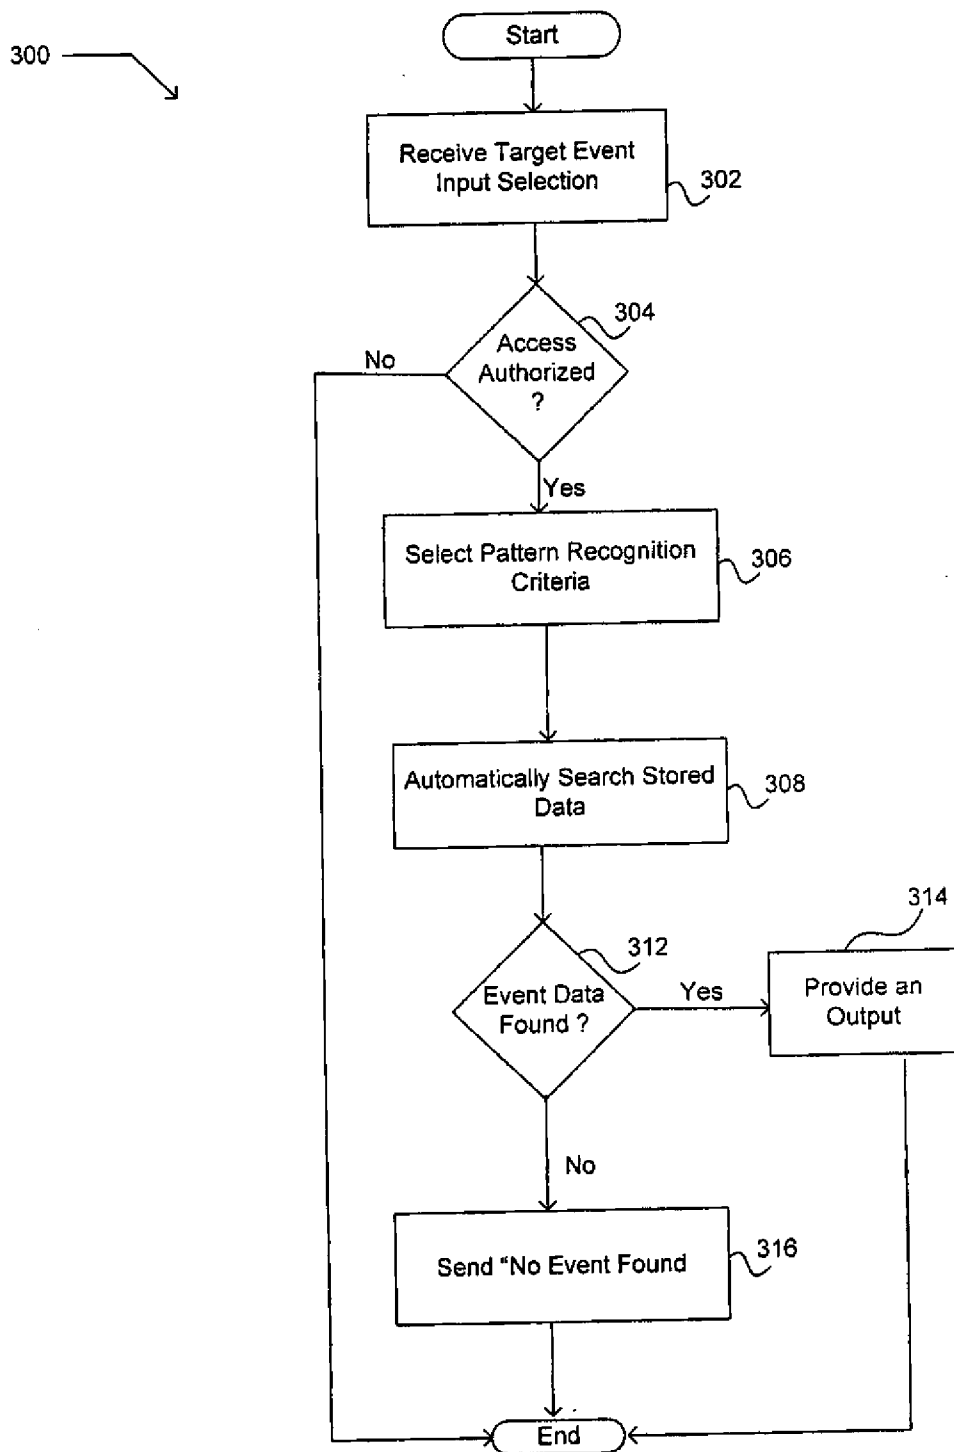 Start
300
Receive Target Event
Input Selection
302
304
Access
Authorized
?
No
Yes
Select Pattern Recognition
Criteria
306
Automatically Search Stored
Data
308
314
312
Event Data
Found ?
Yes
Provide an
Output
No
Send “No Event Found
316
End